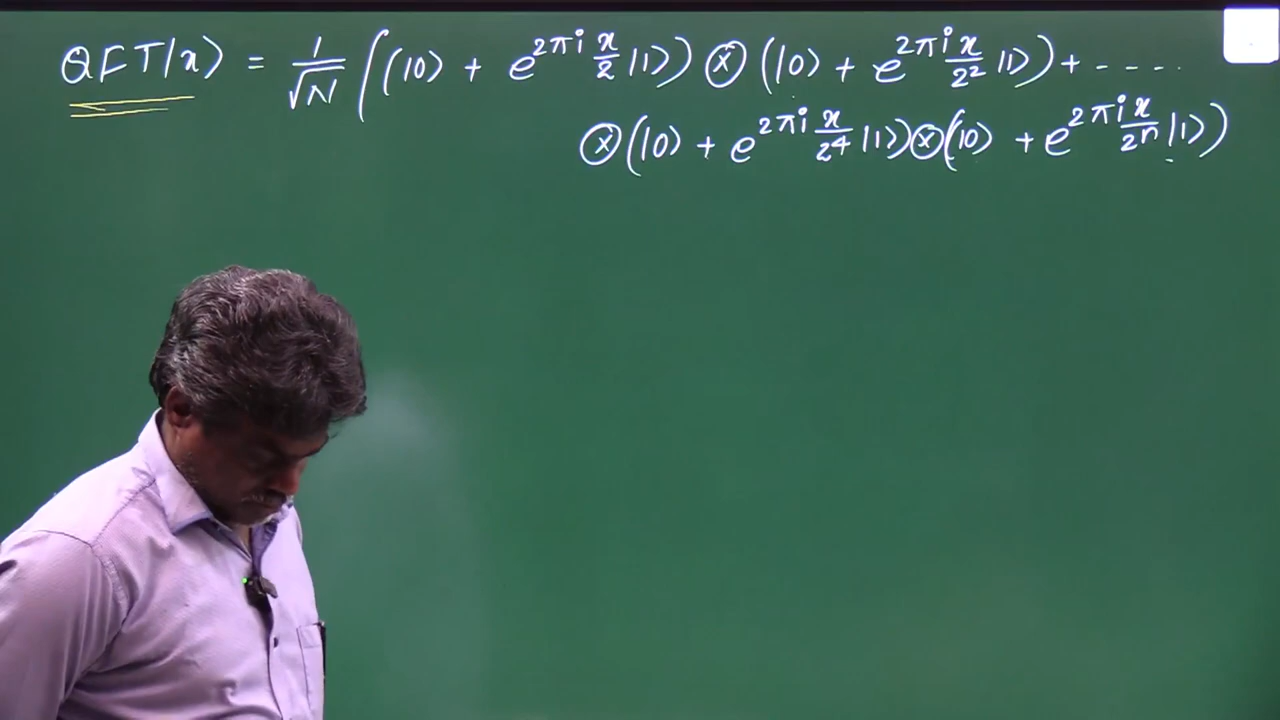 QFT|x⟩ = 1/√N [(|0⟩ + e^{2πi x/2}|1⟩) ⊗ (|0⟩ + e^{2πi x/2²}|1⟩) + - - - -
⊗ (|0⟩ + e^{2πi x/2⁴}|1⟩) ⊗ (|0⟩ + e^{2πi x/2ⁿ}|1⟩)